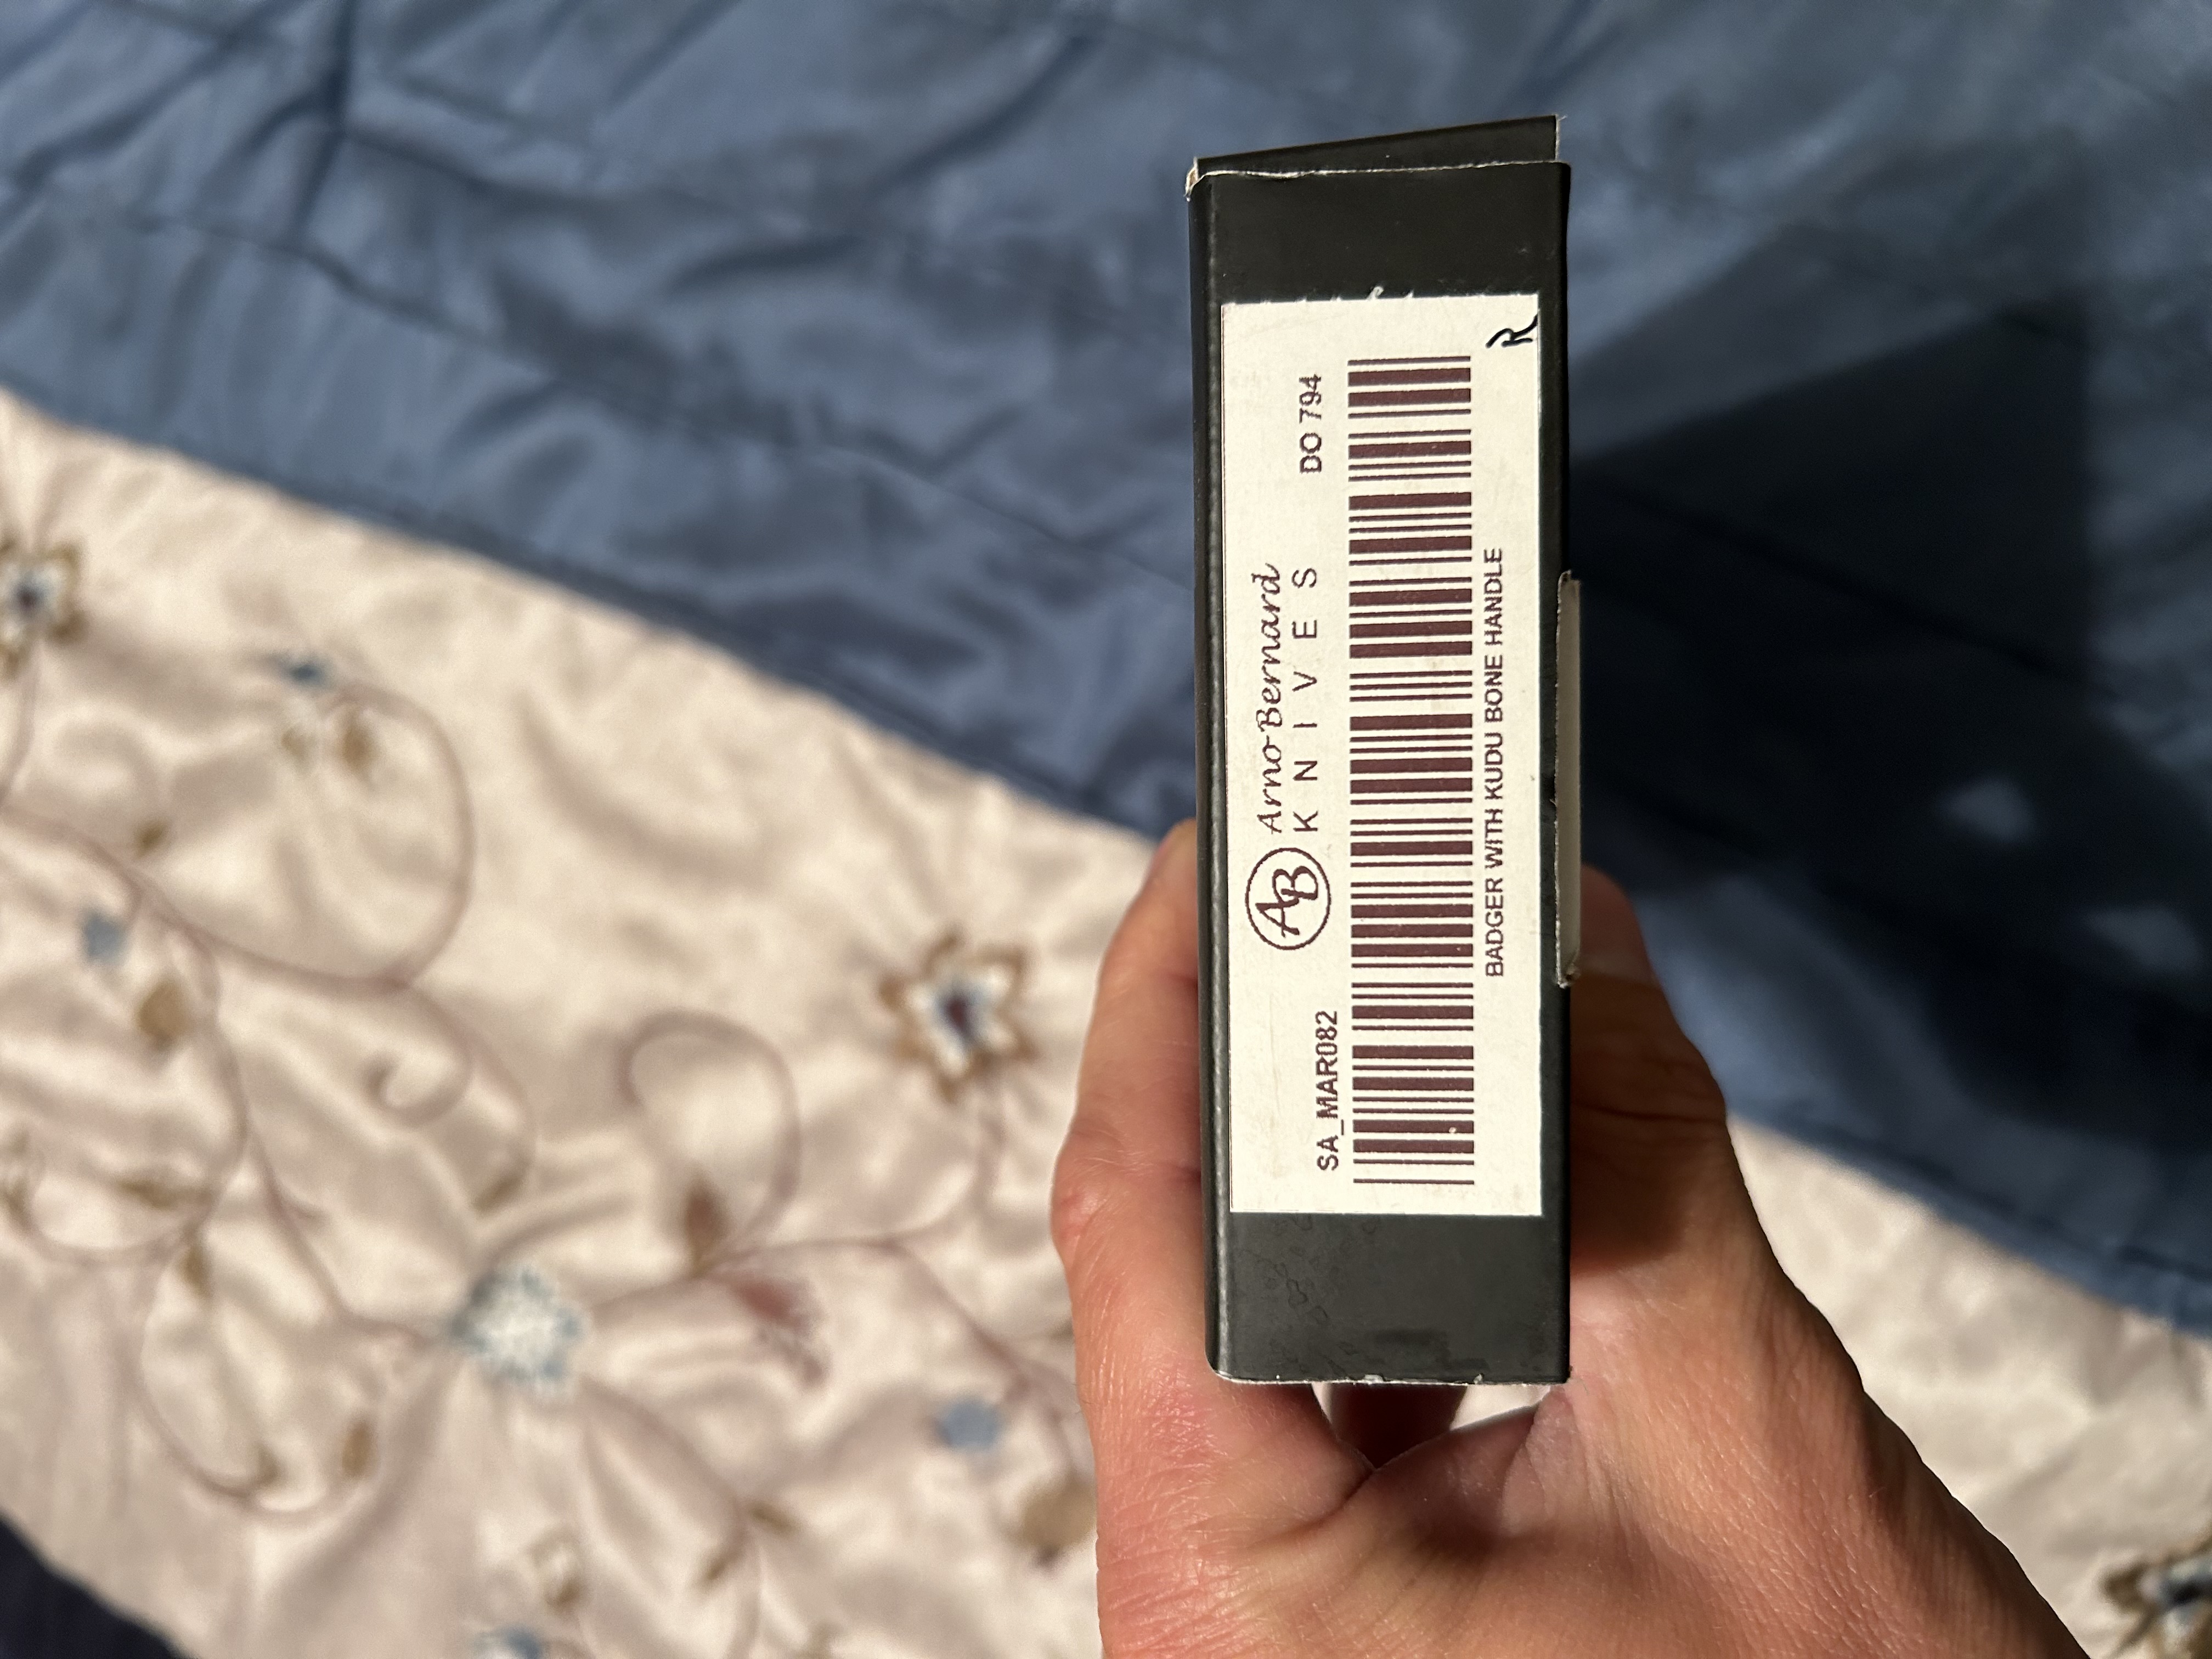 SA_MAR082
AB
Arno Bernard
KNIVES
DO 794
BADGER WITH KUDU BONE HANDLE
R